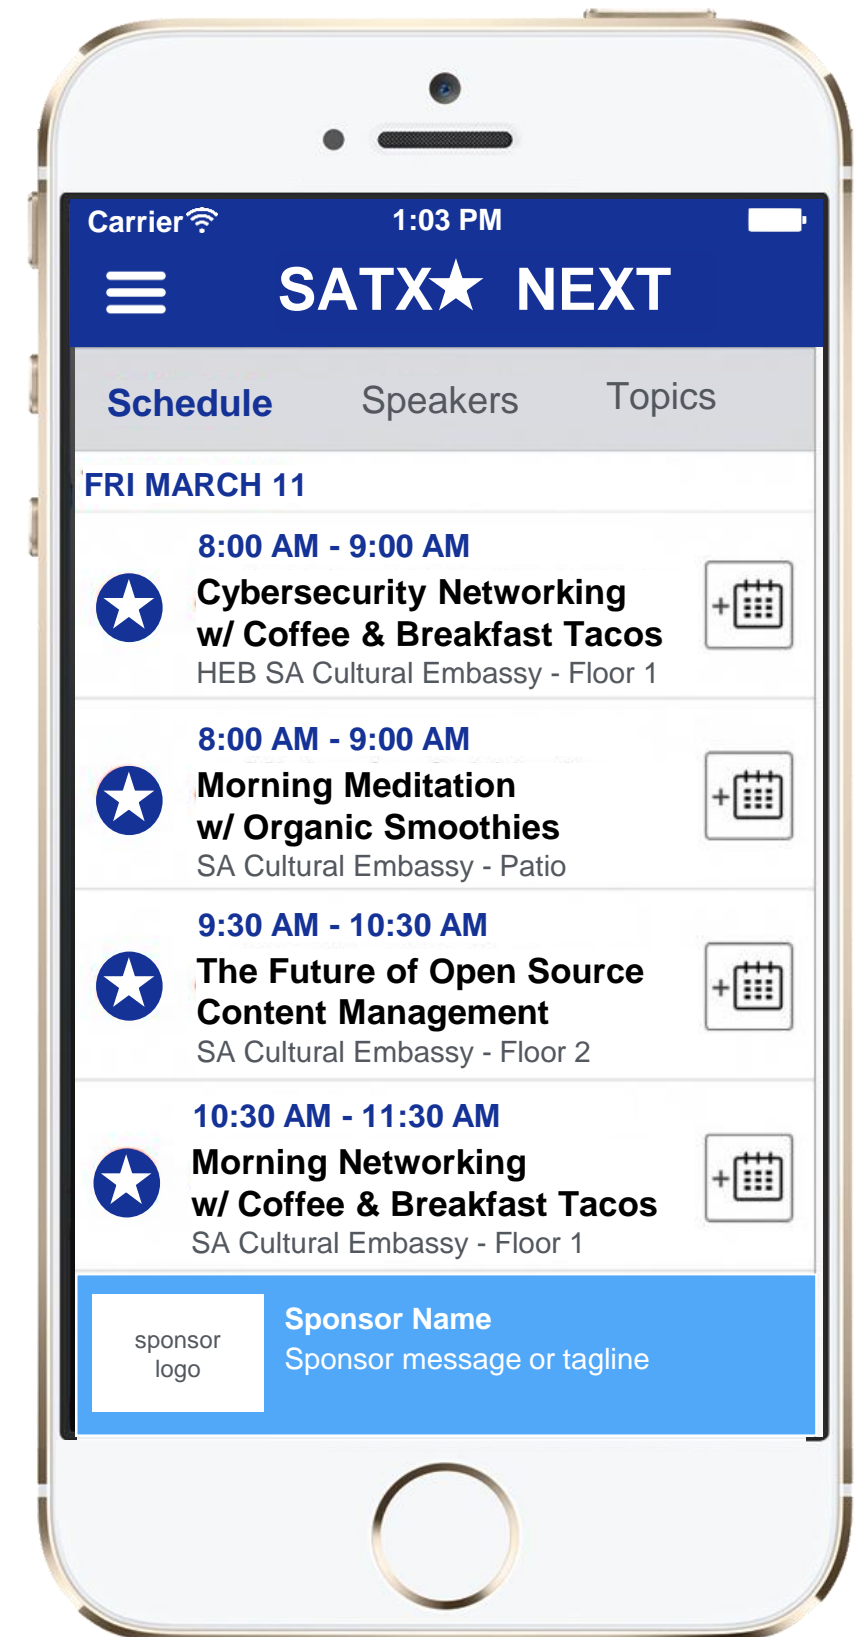 Carrier 1:03 PM
SATX★ NEXT
Schedule Speakers Topics
FRI MARCH 11
8:00 AM - 9:00 AM
Cybersecurity Networking
w/ Coffee & Breakfast Tacos
HEB SA Cultural Embassy - Floor 1
8:00 AM - 9:00 AM
Morning Meditation
w/ Organic Smoothies
SA Cultural Embassy - Patio
9:30 AM - 10:30 AM
The Future of Open Source
Content Management
SA Cultural Embassy - Floor 2
10:30 AM - 11:30 AM
Morning Networking
w/ Coffee & Breakfast Tacos
SA Cultural Embassy - Floor 1
sponsor
logo
Sponsor Name
Sponsor message or tagline